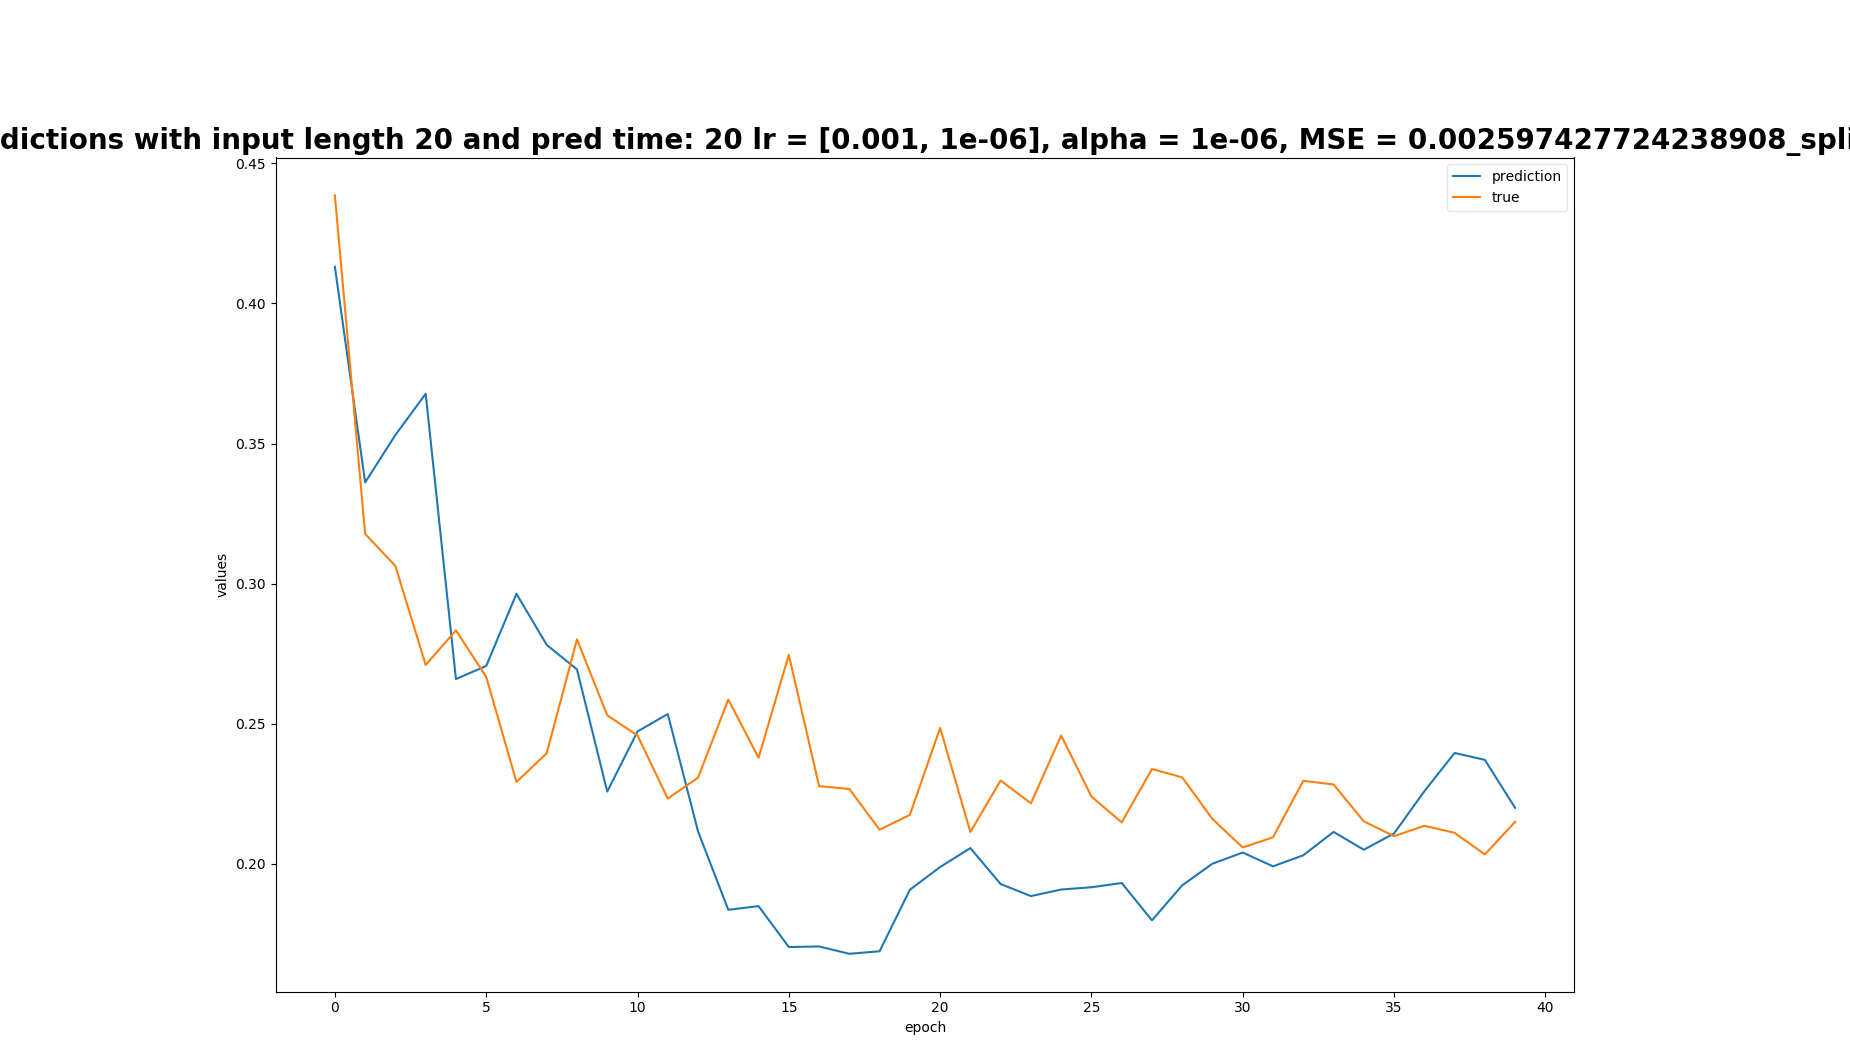 dictions with input length 20 and pred time: 20 lr = [0.001, 1e-06], alpha = 1e-06, MSE = 0.002597427724238908_spli
prediction
true
0.45
0.40
0.35
0.30
0.25
0.20
values
0 5 10 15 20 25 30 35 40
epoch